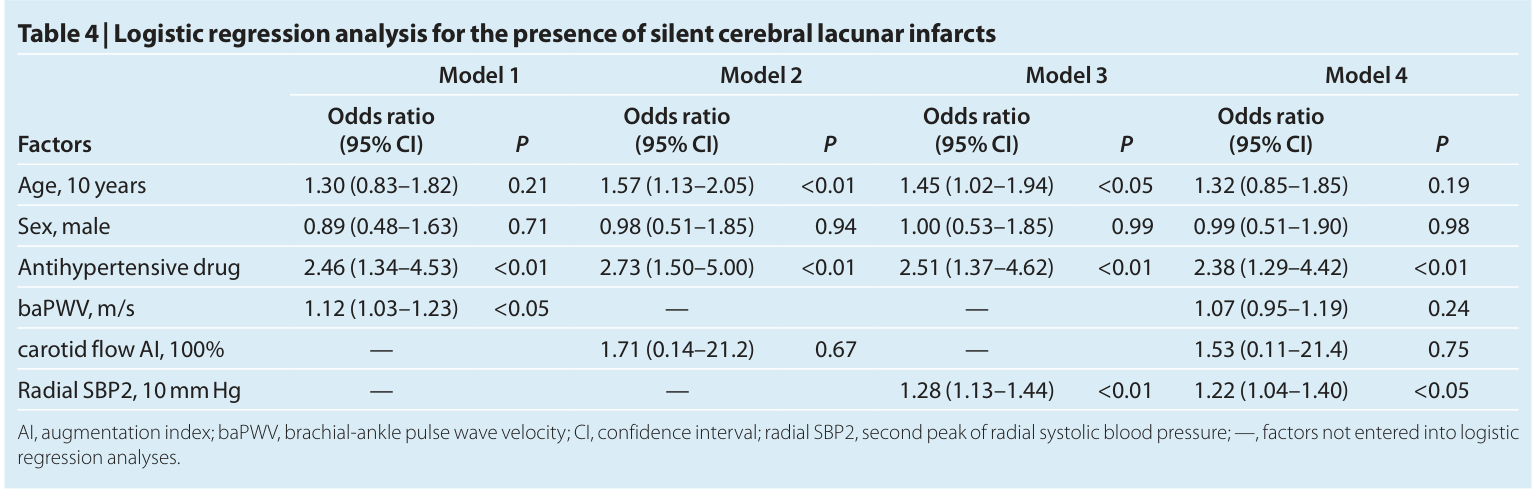 Table 4 | Logistic regression analysis for the presence of silent cerebral lacunar infarcts
Model 1 Model 2 Model 3 Model 4
Odds ratio Odds ratio Odds ratio Odds ratio
Factors (95% CI) P (95% CI) P (95% CI) P (95% CI) P
Age, 10 years 1.30 (0.83–1.82) 0.21 1.57 (1.13–2.05) <0.01 1.45 (1.02–1.94) <0.05 1.32 (0.85–1.85) 0.19
Sex, male 0.89 (0.48–1.63) 0.71 0.98 (0.51–1.85) 0.94 1.00 (0.53–1.85) 0.99 0.99 (0.51–1.90) 0.98
Antihypertensive drug 2.46 (1.34–4.53) <0.01 2.73 (1.50–5.00) <0.01 2.51 (1.37–4.62) <0.01 2.38 (1.29–4.42) <0.01
baPWV, m/s 1.12 (1.03–1.23) <0.05 — — 1.07 (0.95–1.19) 0.24
carotid flow AI, 100% — 1.71 (0.14–21.2) 0.67 — 1.53 (0.11–21.4) 0.75
Radial SBP2, 10 mm Hg — — 1.28 (1.13–1.44) <0.01 1.22 (1.04–1.40) <0.05
AI, augmentation index; baPWV, brachial-ankle pulse wave velocity; CI, confidence interval; radial SBP2, second peak of radial systolic blood pressure; —, factors not entered into logistic
regression analyses.